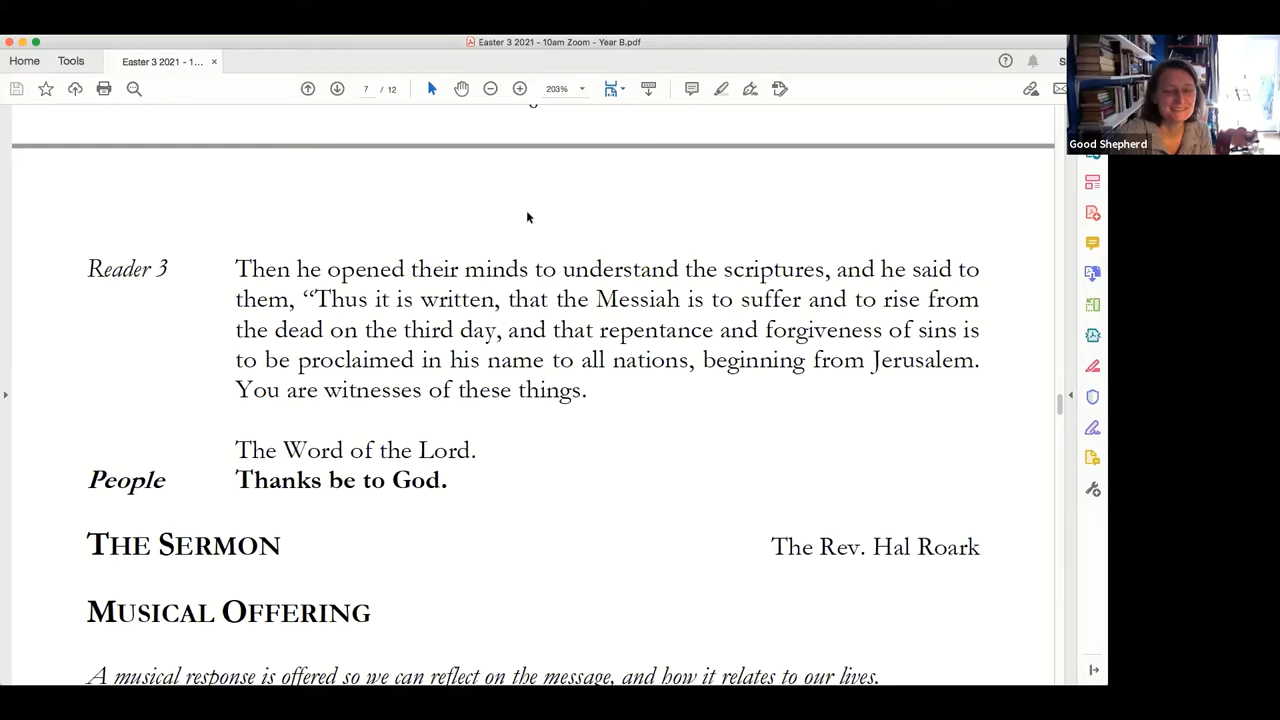 Easter 3 2021 - 10am Zoom - Year B.pdf
Home
Tools
Easter 3 2021 - 1...
7 / 12
203%
Good Shepherd
Reader 3
Then he opened their minds to understand the scriptures, and he said to
them, “Thus it is written, that the Messiah is to suffer and to rise from
the dead on the third day, and that repentance and forgiveness of sins is
to be proclaimed in his name to all nations, beginning from Jerusalem.
You are witnesses of these things.
The Word of the Lord.
People
Thanks be to God.
THE SERMON
The Rev. Hal Roark
MUSICAL OFFERING
A musical response is offered so we can reflect on the message, and how it relates to our lives.